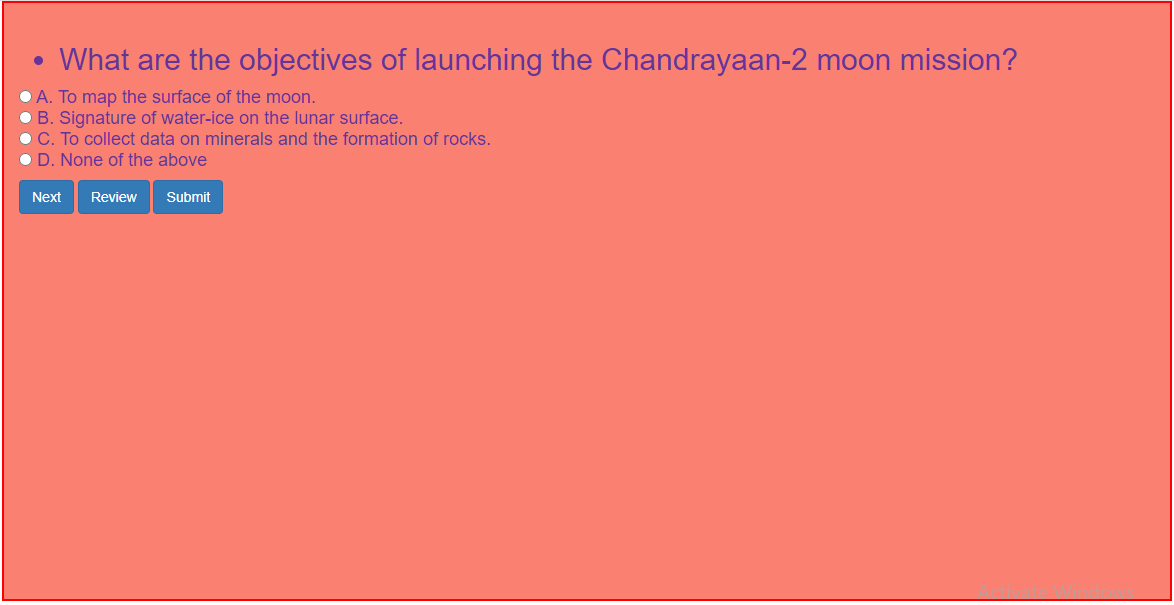 • What are the objectives of launching the Chandrayaan-2 moon mission?
A. To map the surface of the moon.
B. Signature of water-ice on the lunar surface.
C. To collect data on minerals and the formation of rocks.
D. None of the above
Next Review Submit
Activate Windows